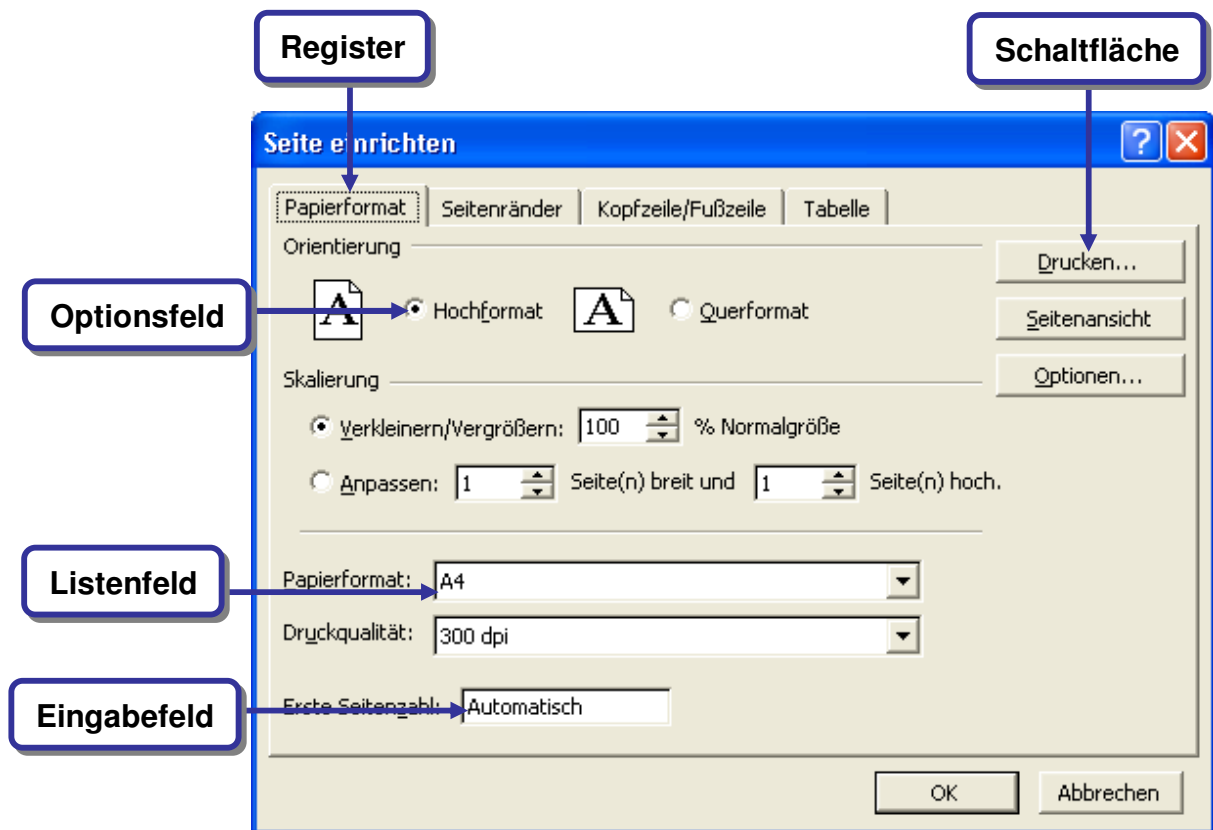 Register
Schaltfläche
Seite einrichten
Papierformat Seitenränder Kopfzeile/Fußzeile Tabelle
Orientierung
Drucken...
Optionsfeld
A Hochformat A Querformat
Seitenansicht
Skalierung
Optionen...
Verkleinern/Vergrößern: 100 % Normalgröße
Anpassen: 1 Seite(n) breit und 1 Seite(n) hoch.
Listenfeld
Papierformat: A4
Druckqualität: 300 dpi
Eingabefeld
Erste Seitenzahl: Automatisch
OK Abbrechen